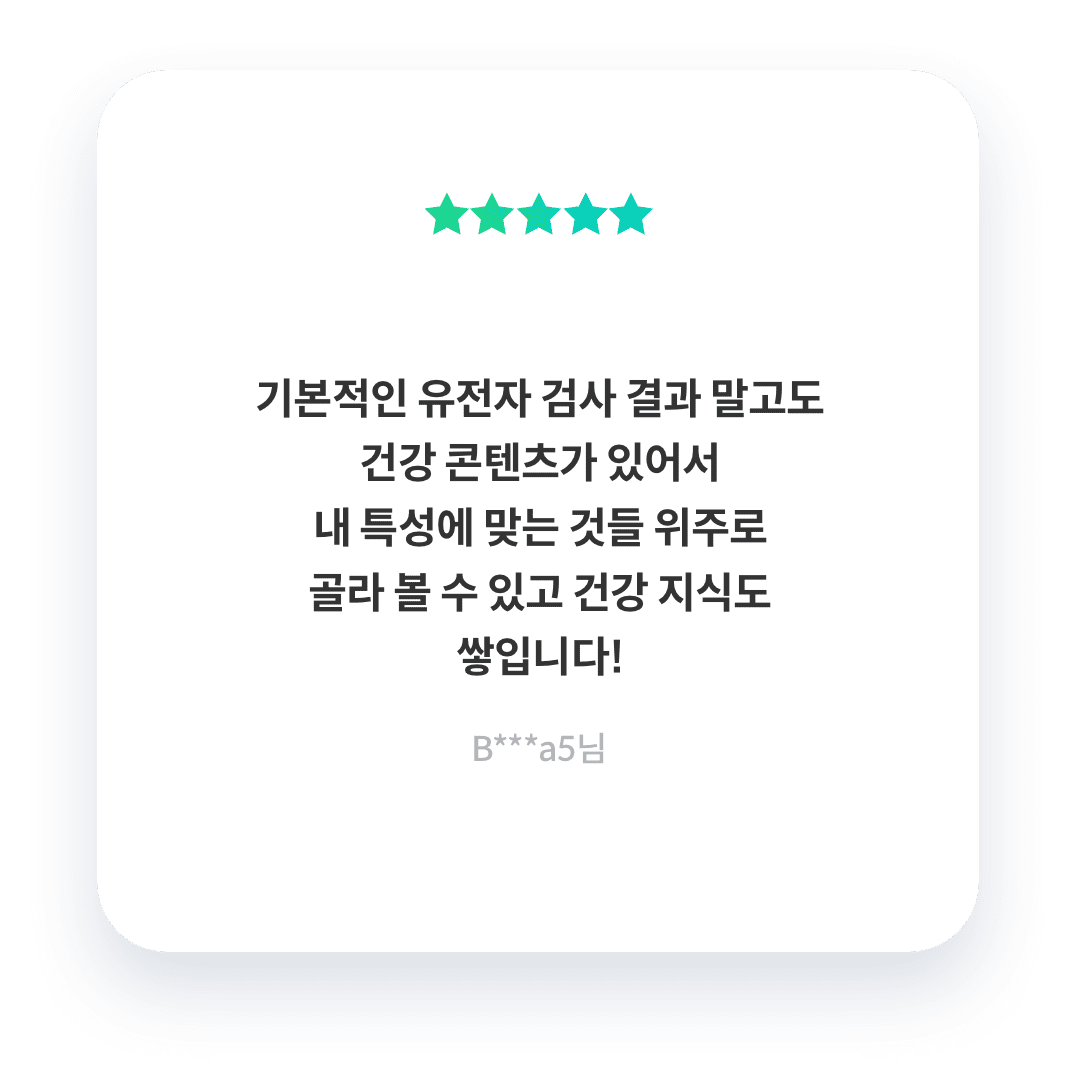 기본적인 유전자 검사 결과 말고도
건강 콘텐츠가 있어서
내 특성에 맞는 것들 위주로
골라 볼 수 있고 건강 지식도
쌓입니다!
B***a5님